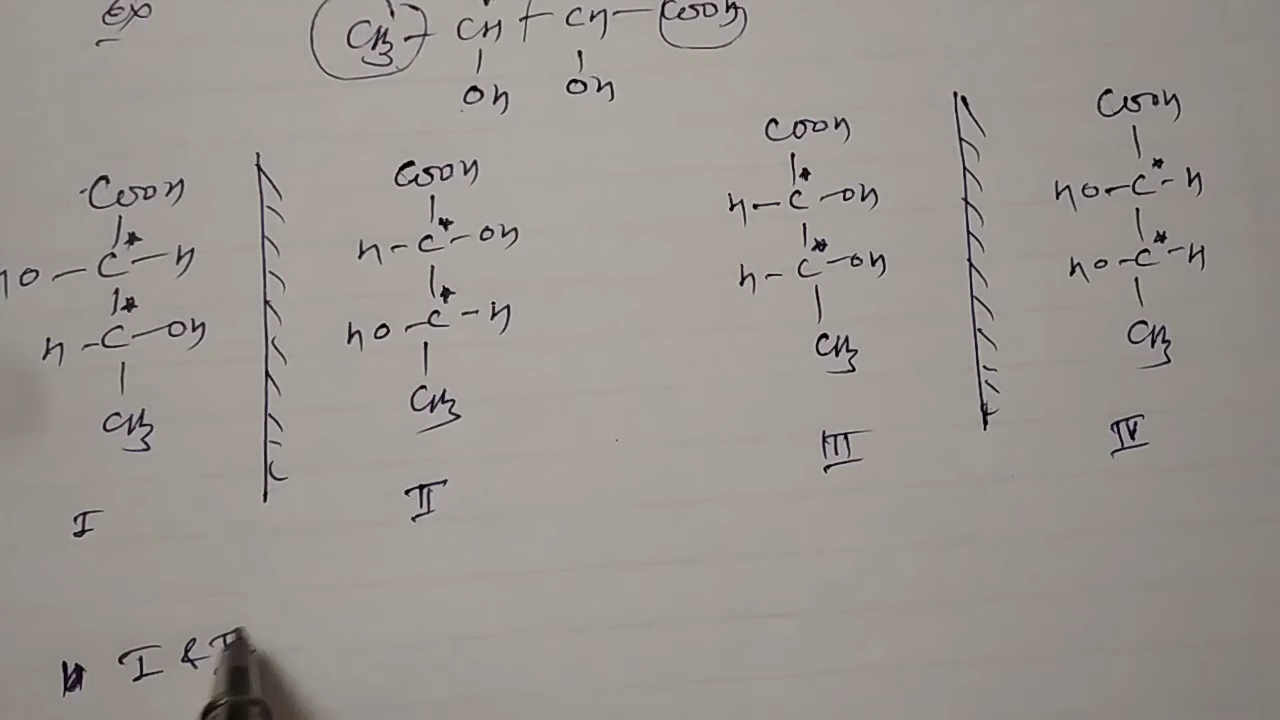 Ex
CH3 - CH + CH - COOH
OH OH
COOH
HO - C* - H
H - C* - OH
CH3
I
COOH
H - C* - OH
HO - C* - H
CH3
II
COOH
H - C* - OH
H - C* - OH
CH3
III
COOH
HO - C* - H
HO - C* - H
CH3
IV
I &